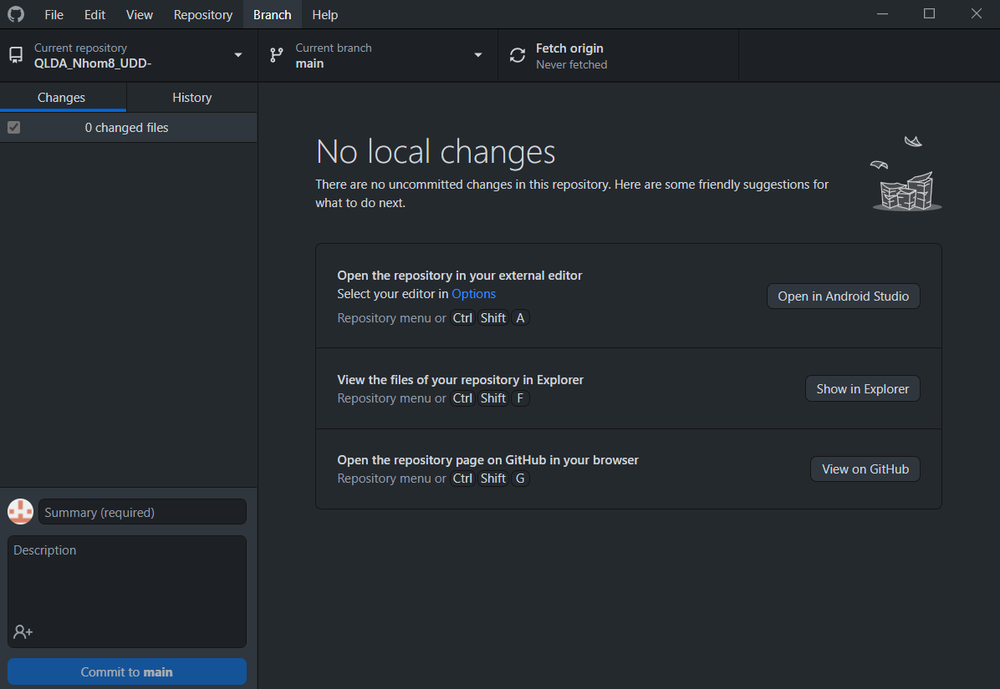 File Edit View Repository Branch Help
Current repository
QLDA_Nhom8_UDD-
Current branch
main
Fetch origin
Never fetched
Changes
History
0 changed files
No local changes
There are no uncommitted changes in this repository. Here are some friendly suggestions for
what to do next.
Open the repository in your external editor
Select your editor in Options
Repository menu or Ctrl Shift A
Open in Android Studio
View the files of your repository in Explorer
Repository menu or Ctrl Shift F
Show in Explorer
Open the repository page on GitHub in your browser
Repository menu or Ctrl Shift G
View on GitHub
Summary (required)
Description
Commit to main